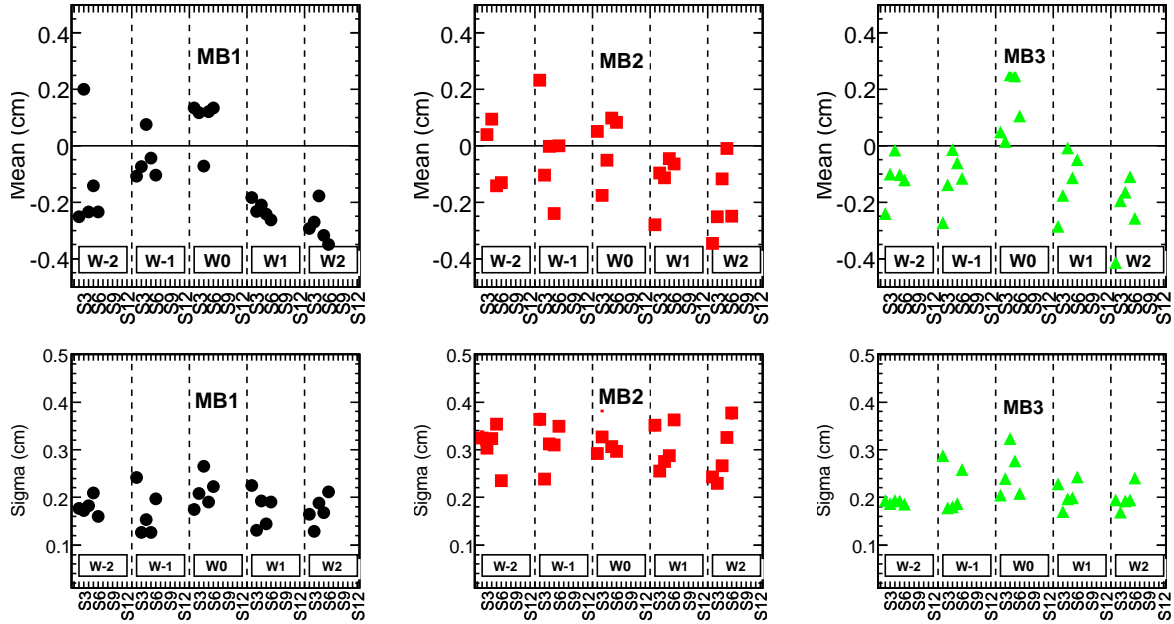 0.4
0.2
0
-0.2
-0.4
Mean (cm)
MB1
W-2 W-1 W0 W1 W2
S3 S6 S9 S12 S3 S6 S9 S12 S3 S6 S9 S12 S3 S6 S9 S12 S3 S6 S9 S12
0.4
0.2
0
-0.2
-0.4
Mean (cm)
MB2
W-2 W-1 W0 W1 W2
S3 S6 S9 S12 S3 S6 S9 S12 S3 S6 S9 S12 S3 S6 S9 S12 S3 S6 S9 S12
0.4
0.2
0
-0.2
-0.4
Mean (cm)
MB3
W-2 W-1 W0 W1 W2
S3 S6 S9 S12 S3 S6 S9 S12 S3 S6 S9 S12 S3 S6 S9 S12 S3 S6 S9 S12
0.5
0.4
0.3
0.2
0.1
Sigma (cm)
MB1
W-2 W-1 W0 W1 W2
S3 S6 S9 S12 S3 S6 S9 S12 S3 S6 S9 S12 S3 S6 S9 S12 S3 S6 S9 S12
0.5
0.4
0.3
0.2
0.1
Sigma (cm)
MB2
W-2 W-1 W0 W1 W2
S3 S6 S9 S12 S3 S6 S9 S12 S3 S6 S9 S12 S3 S6 S9 S12 S3 S6 S9 S12
0.5
0.4
0.3
0.2
0.1
Sigma (cm)
MB3
W-2 W-1 W0 W1 W2
S3 S6 S9 S12 S3 S6 S9 S12 S3 S6 S9 S12 S3 S6 S9 S12 S3 S6 S9 S12